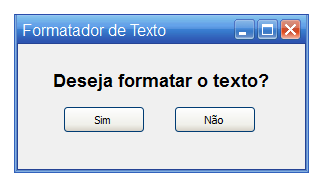 Formatador de Texto
Deseja formatar o texto?
Sim
Não